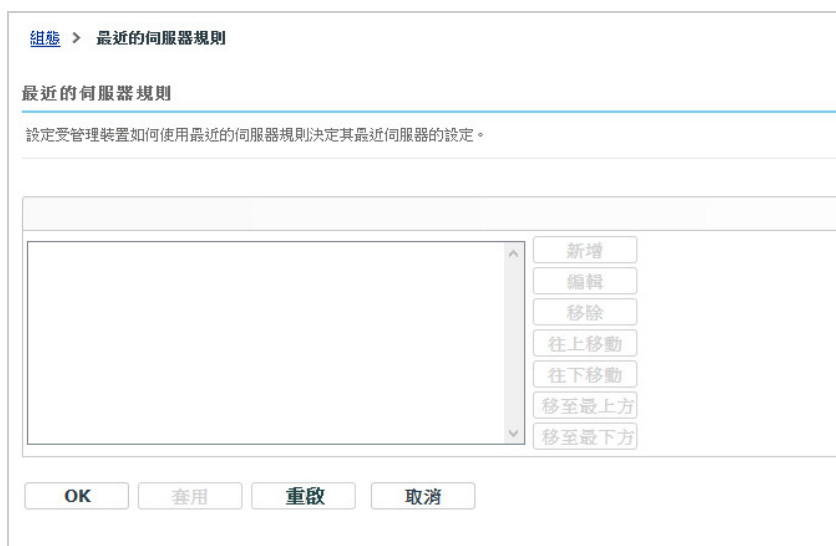 組態 > 最近的伺服器規則
最近的伺服器規則
設定受管理裝置如何使用最近的伺服器規則決定其最近伺服器的設定。
新增
編輯
移除
往上移動
往下移動
移至最上方
移至最下方
OK 套用 重啟 取消